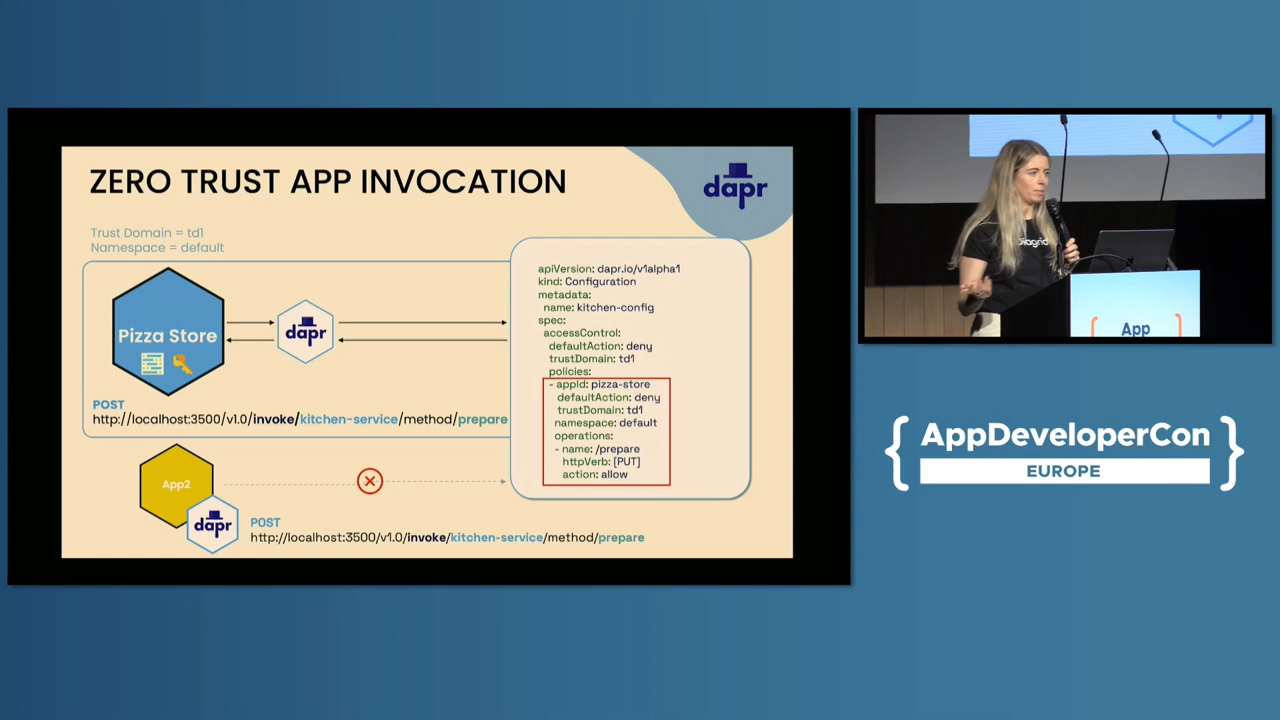 ZERO TRUST APP INVOCATION
dapr
Trust Domain = td1
Namespace = default
Pizza Store
dapr
POST
http://localhost:3500/v1.0/invoke/kitchen-service/method/prepare
App2
dapr
POST
http://localhost:3500/v1.0/invoke/kitchen-service/method/prepare
apiVersion: dapr.io/v1alpha1
kind: Configuration
metadata:
name: kitchen-config
spec:
accessControl:
defaultAction: deny
trustDomain: td1
policies:
- appId: pizza-store
defaultAction: deny
trustDomain: td1
namespace: default
operations:
- name: /prepare
httpVerb: [PUT]
action: allow
Diagrid
[ App
{ AppDeveloperCon }
EUROPE